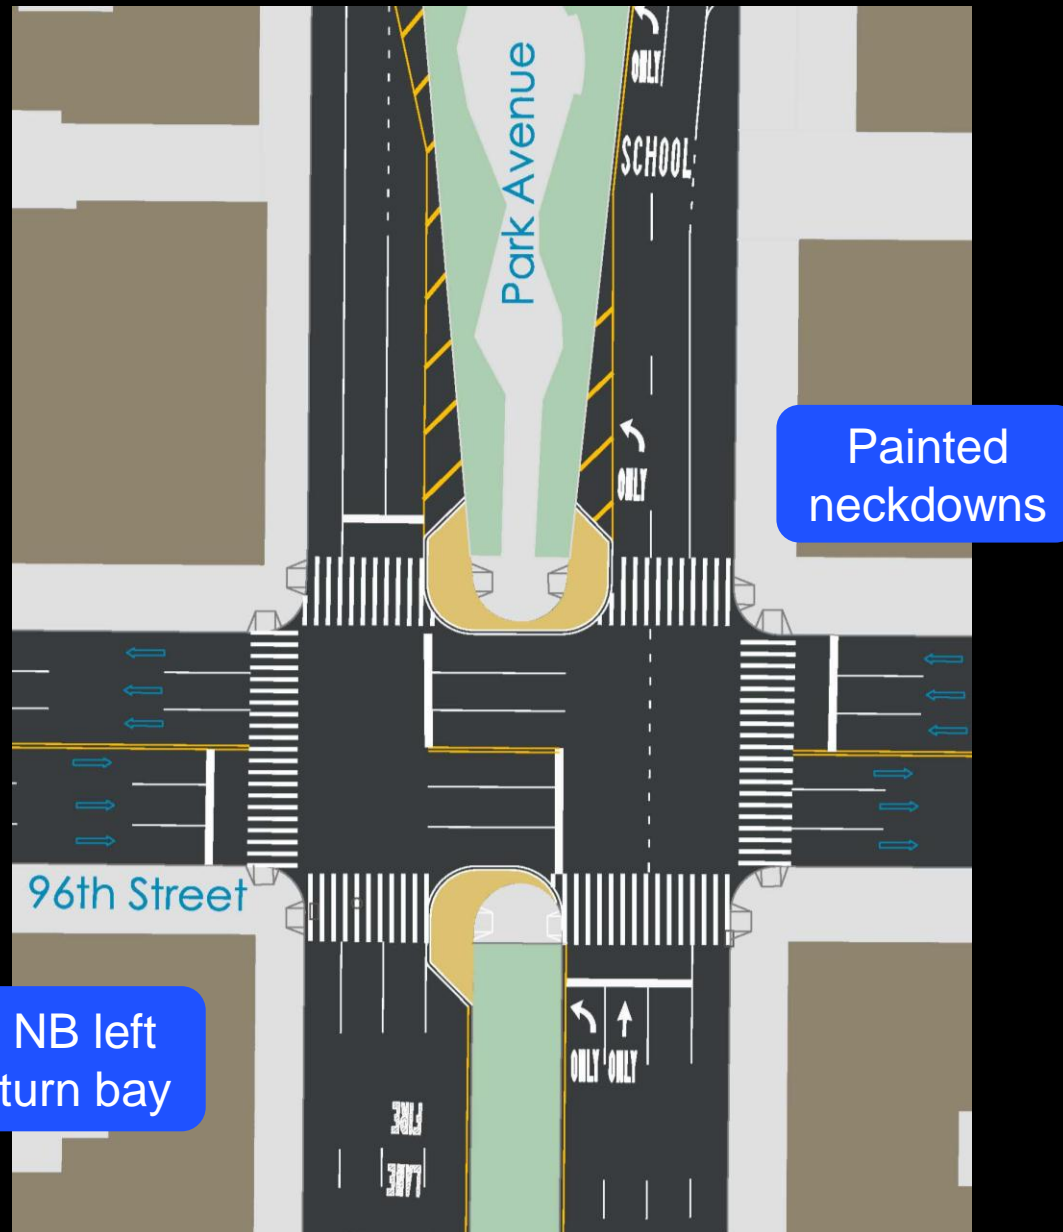 ONLY
Park Avenue
SCHOOL
Painted
neckdowns
ONLY
96th Street
NB left
turn bay
ONLY ONLY
FIRE
LANE